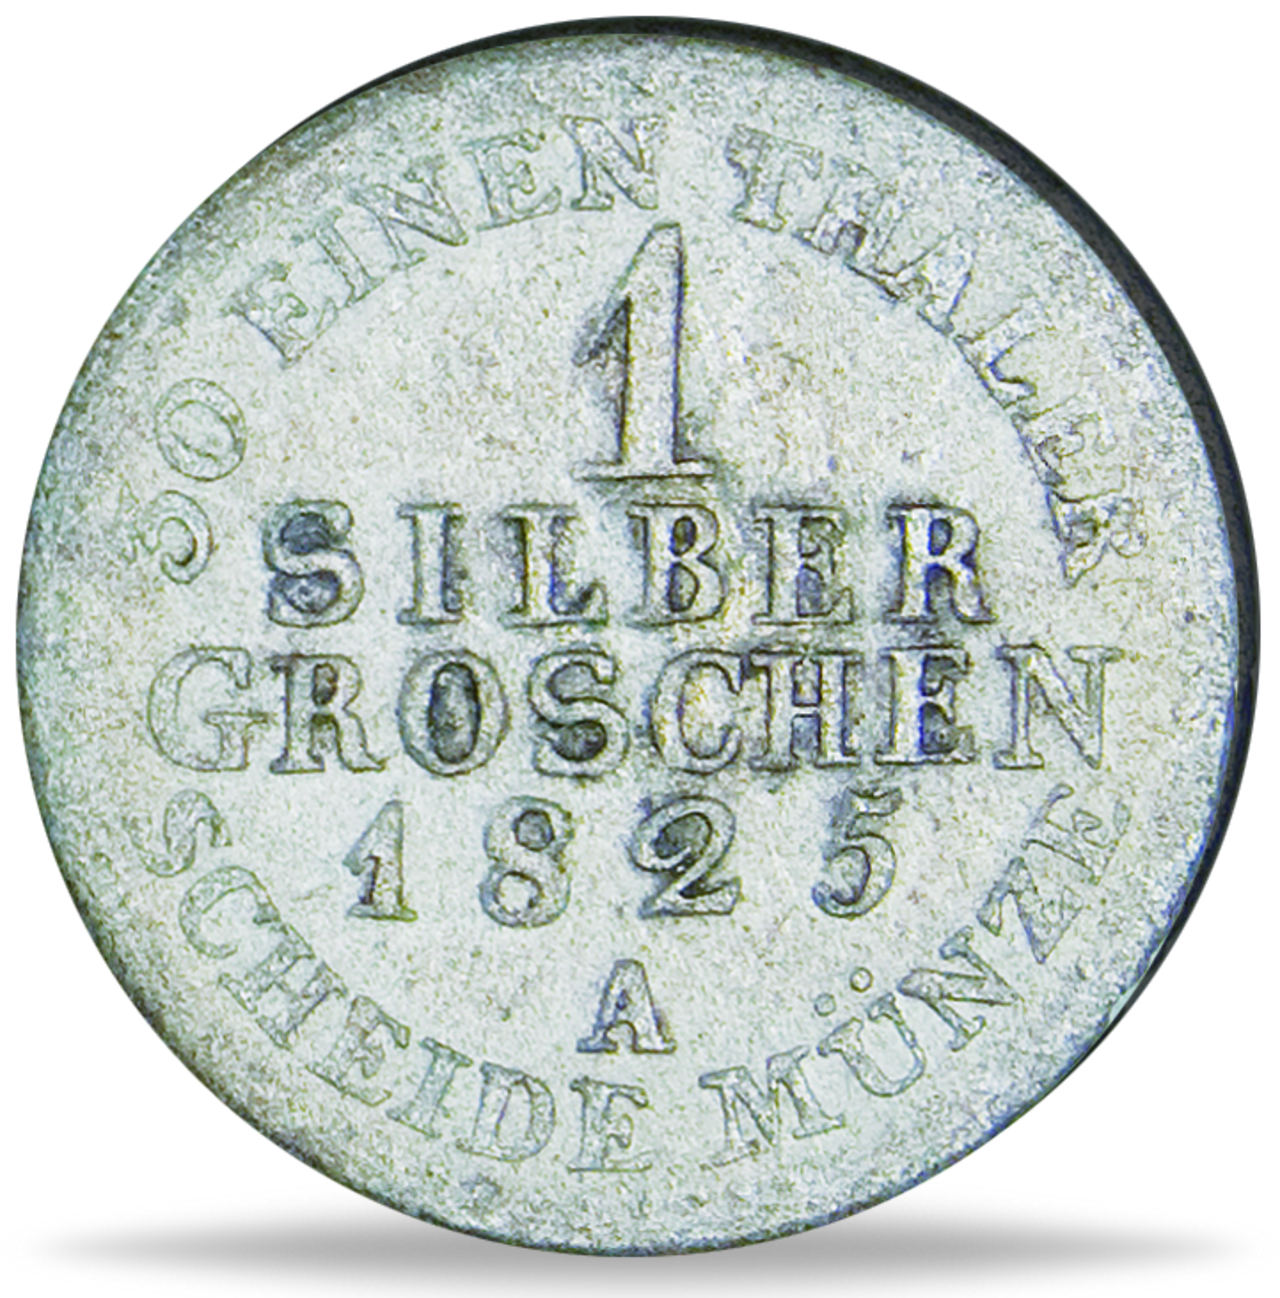 30 EINEN THALER
1
SILBER
GROSCHEN
1825
A
SCHEIDE MÜNZE